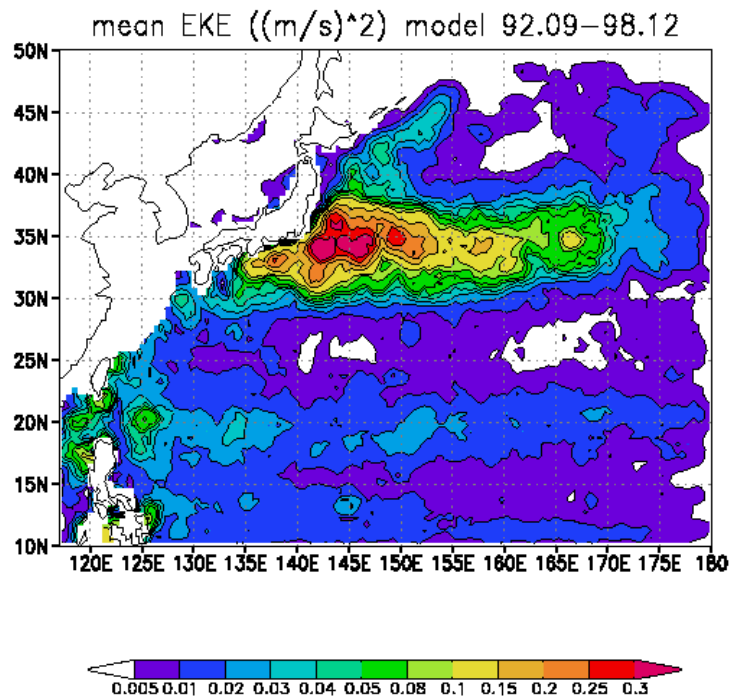 mean EKE ((m/s)^2) model 92.09−98.12
50N
45N
40N
35N
30N
25N
20N
15N
10N
120E 125E 130E 135E 140E 145E 150E 155E 160E 165E 170E 175E 180
0.005 0.01 0.02 0.03 0.04 0.05 0.08 0.1 0.15 0.2 0.25 0.3